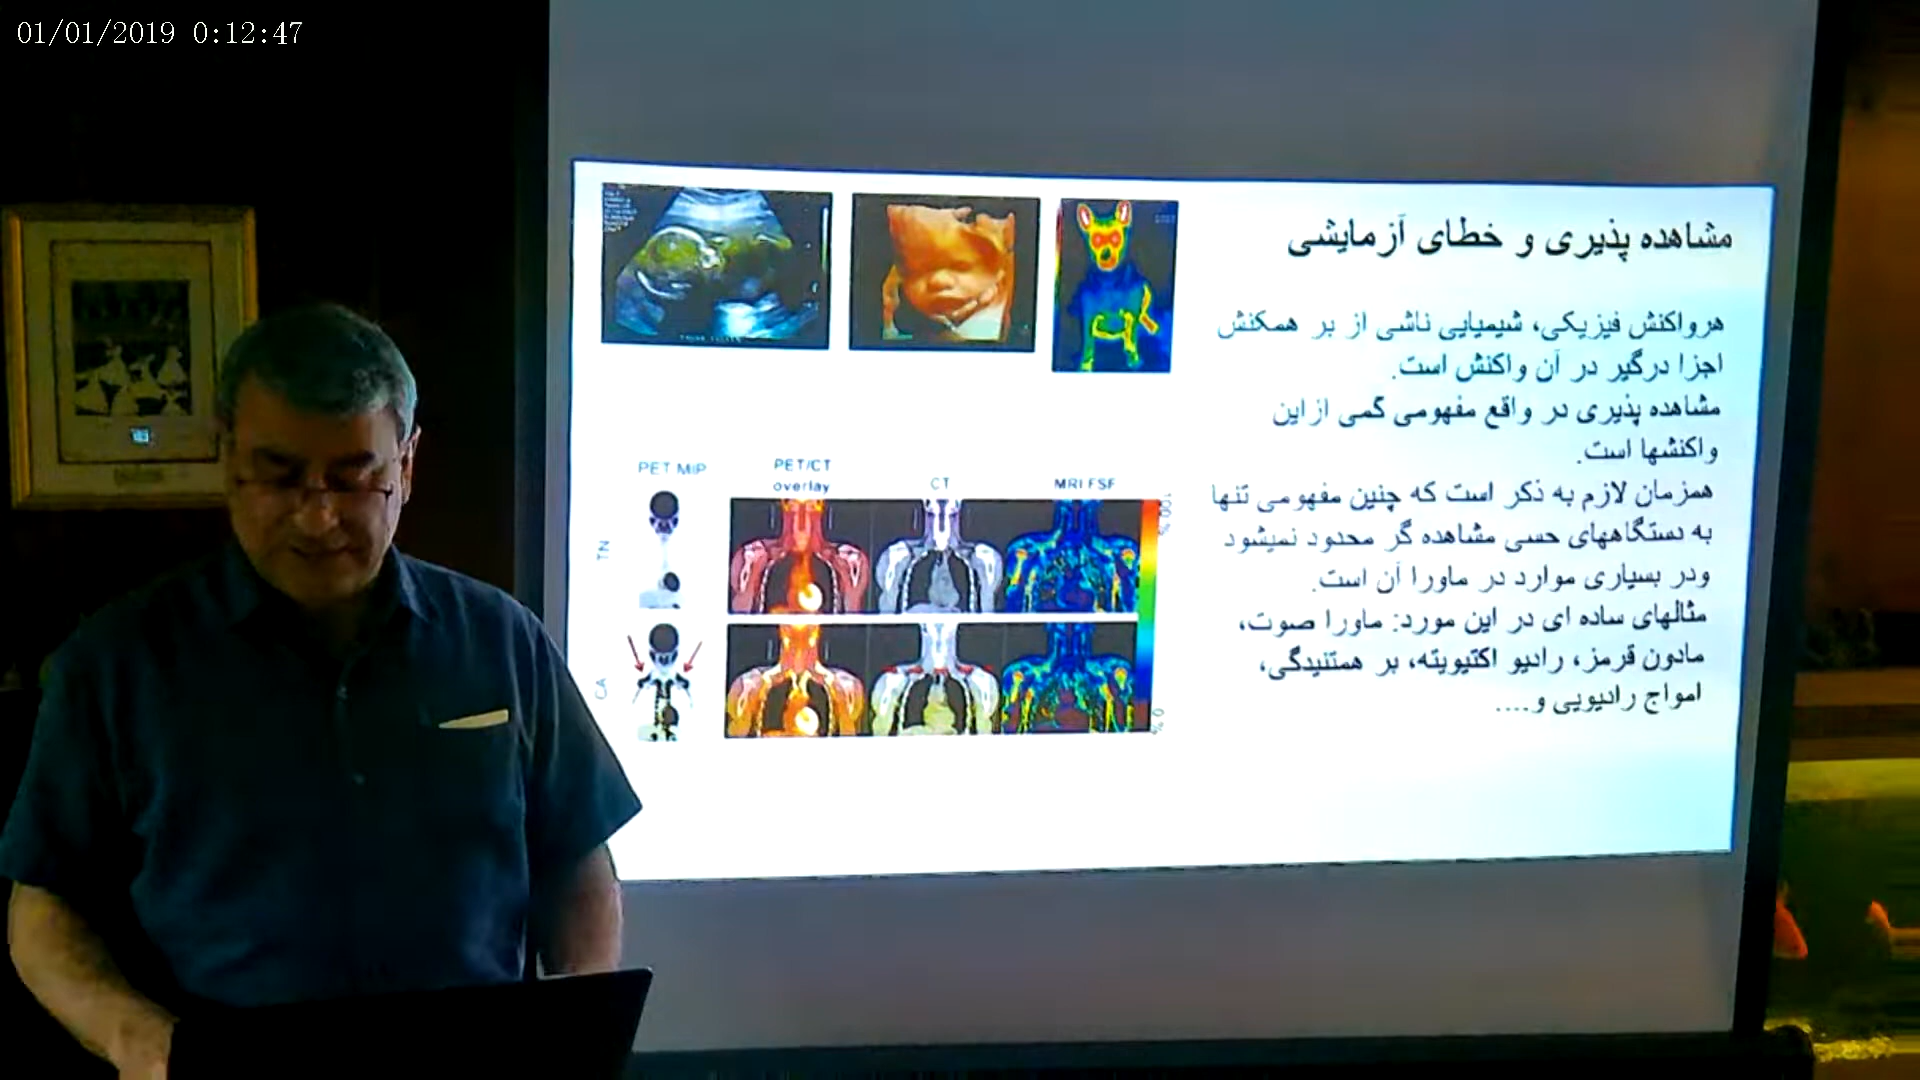 01/01/2019 0:12:47
مشاهده پذیری و خطای آزمایشی
هرواکنش فیزیکی، شیمیایی ناشی از بر همکنش
اجزا درگیر در آن واکنش است.
مشاهده پذیری در واقع مفهومی کمی ازاین
واکنشها است.
همزمان لازم به ذکر است که چنین مفهومی تنها
به دستگاههای حسی مشاهده گر محدود نمیشود
ودر بسیاری موارد در ماورا آن است.
مثالهای ساده ای در این مورد: ماورا صوت،
مادون قرمز، رادیو اکتیویته، بر همتنیدگی،
امواج رادیویی و....
PET MIP
PET/CT
overlay
CT
MRI FSF
TN
CA
100 %
0 %